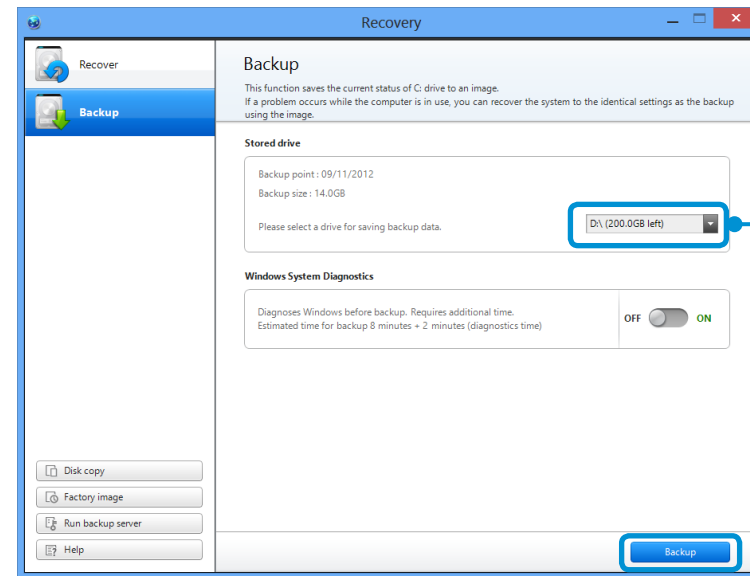 Recovery
Recover
Backup
Disk copy
Factory image
Run backup server
Help
Backup
This function saves the current status of C: drive to an image.
If a problem occurs while the computer is in use, you can recover the system to the identical settings as the backup
using the image.
Stored drive
Backup point : 09/11/2012
Backup size : 14.0GB
Please select a drive for saving backup data.
D:\ (200.0GB left)
Windows System Diagnostics
Diagnoses Windows before backup. Requires additional time.
Estimated time for backup 8 minutes + 2 minutes (diagnostics time)
OFF ON
Backup